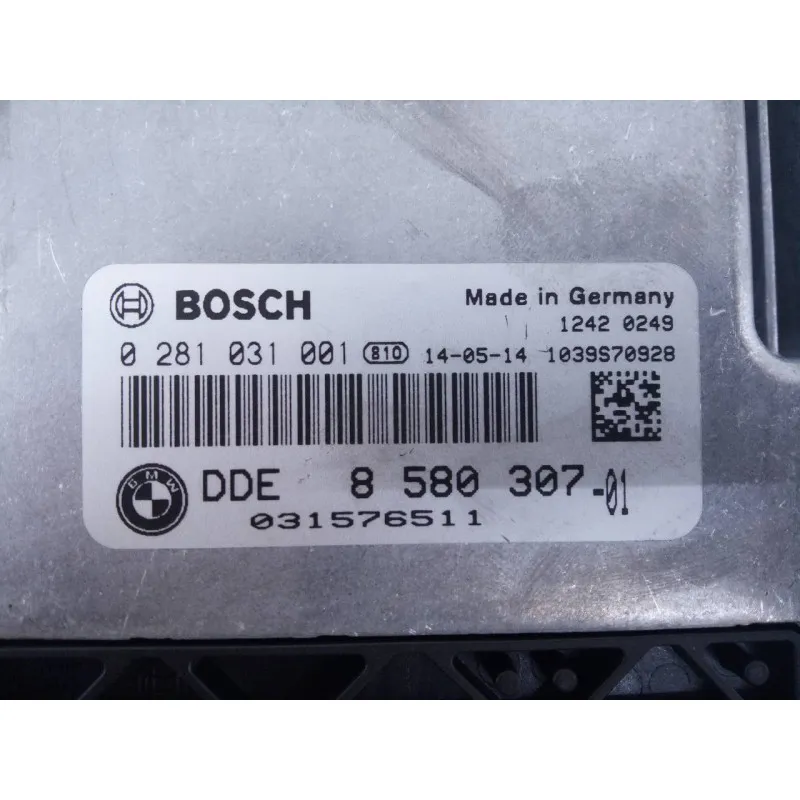 BOSCH
Made in Germany
1242 0249
0 281 031 001 810 14-05-14 1039S70928
BMW
DDE 8 580 307-01
031576511